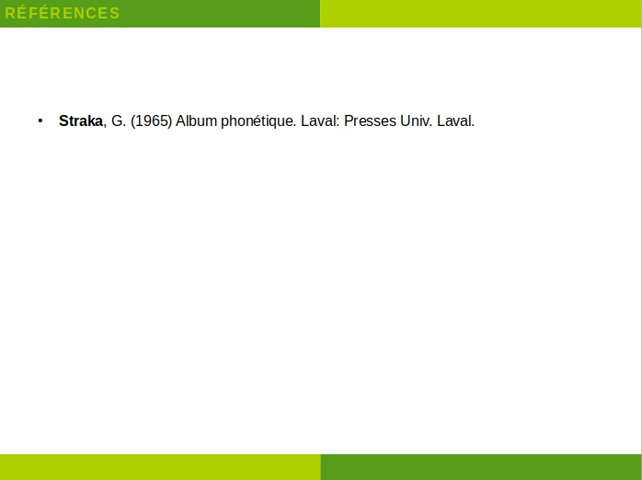 RÉFÉRENCES
• Straka, G. (1965) Album phonétique. Laval: Presses Univ. Laval.